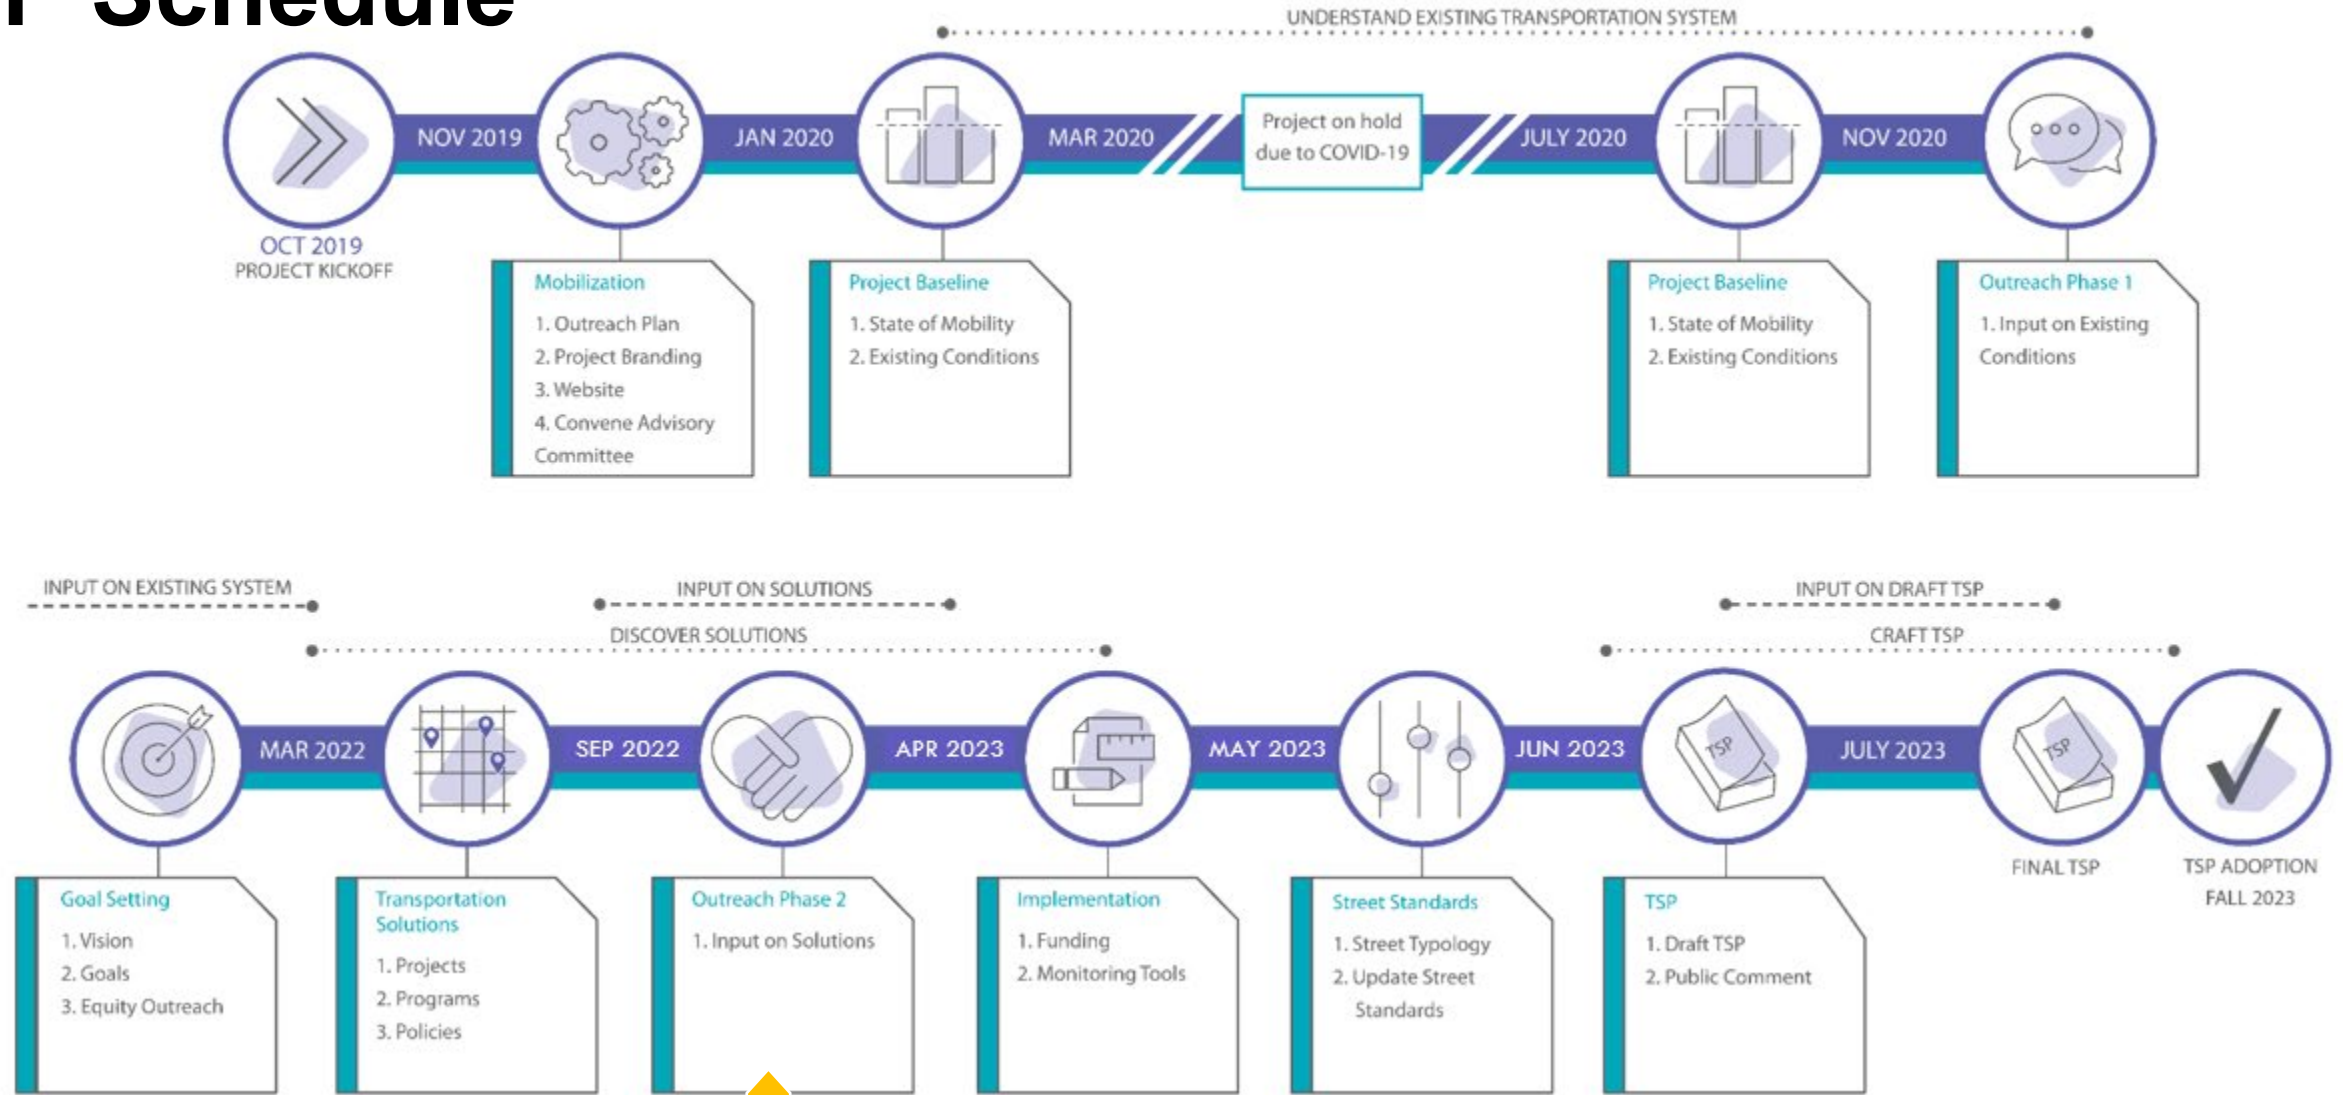 Schedule
UNDERSTAND EXISTING TRANSPORTATION SYSTEM
NOV 2019
JAN 2020
MAR 2020
Project on hold
due to COVID-19
JULY 2020
NOV 2020
OCT 2019
PROJECT KICKOFF
Mobilization
1. Outreach Plan
2. Project Branding
3. Website
4. Convene Advisory
Committee
Project Baseline
1. State of Mobility
2. Existing Conditions
Project Baseline
1. State of Mobility
2. Existing Conditions
Outreach Phase 1
1. Input on Existing
Conditions
INPUT ON EXISTING SYSTEM
INPUT ON SOLUTIONS
DISCOVER SOLUTIONS
INPUT ON DRAFT TSP
CRAFT TSP
MAR 2022
SEP 2022
APR 2023
MAY 2023
JUN 2023
TSP
JULY 2023
TSP
FINAL TSP
TSP ADOPTION
FALL 2023
Goal Setting
1. Vision
2. Goals
3. Equity Outreach
Transportation
Solutions
1. Projects
2. Programs
3. Policies
Outreach Phase 2
1. Input on Solutions
Implementation
1. Funding
2. Monitoring Tools
Street Standards
1. Street Typology
2. Update Street
Standards
TSP
1. Draft TSP
2. Public Comment